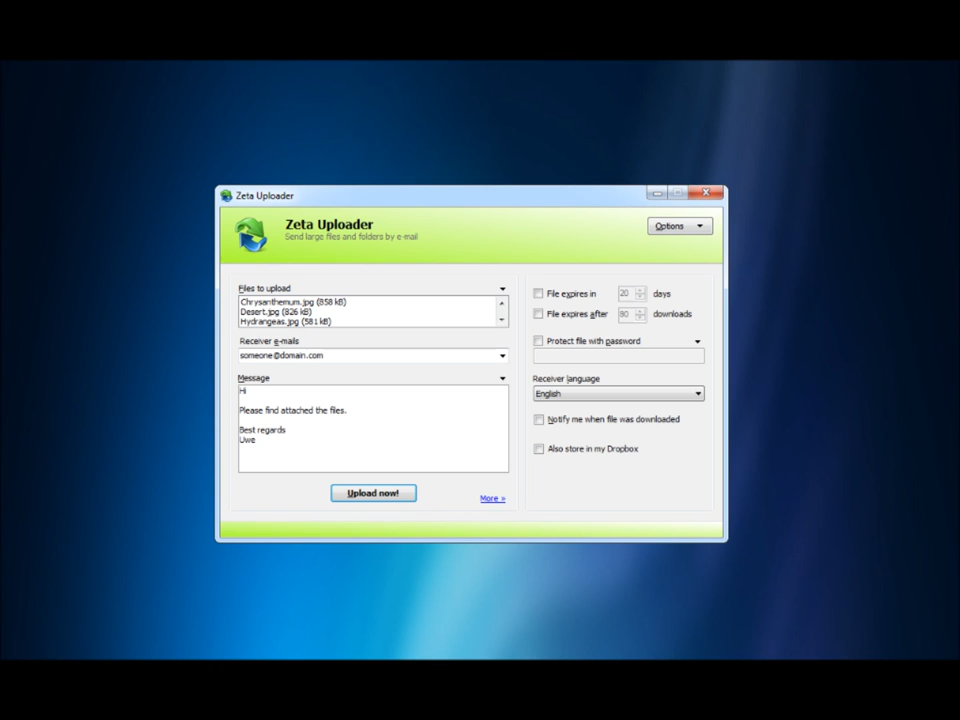 Zeta Uploader
Zeta Uploader
Send large files and folders by e-mail
Options
Files to upload
Chrysanthemum.jpg (858 kB)
Desert.jpg (826 kB)
Hydrangeas.jpg (581 kB)
Receiver e-mails
someone@domain.com
Message
Hi
Please find attached the files.
Best regards
Uwe
Upload now!
More »
File expires in 20 days
File expires after 80 downloads
Protect file with password
Receiver language
English
Notify me when file was downloaded
Also store in my Dropbox